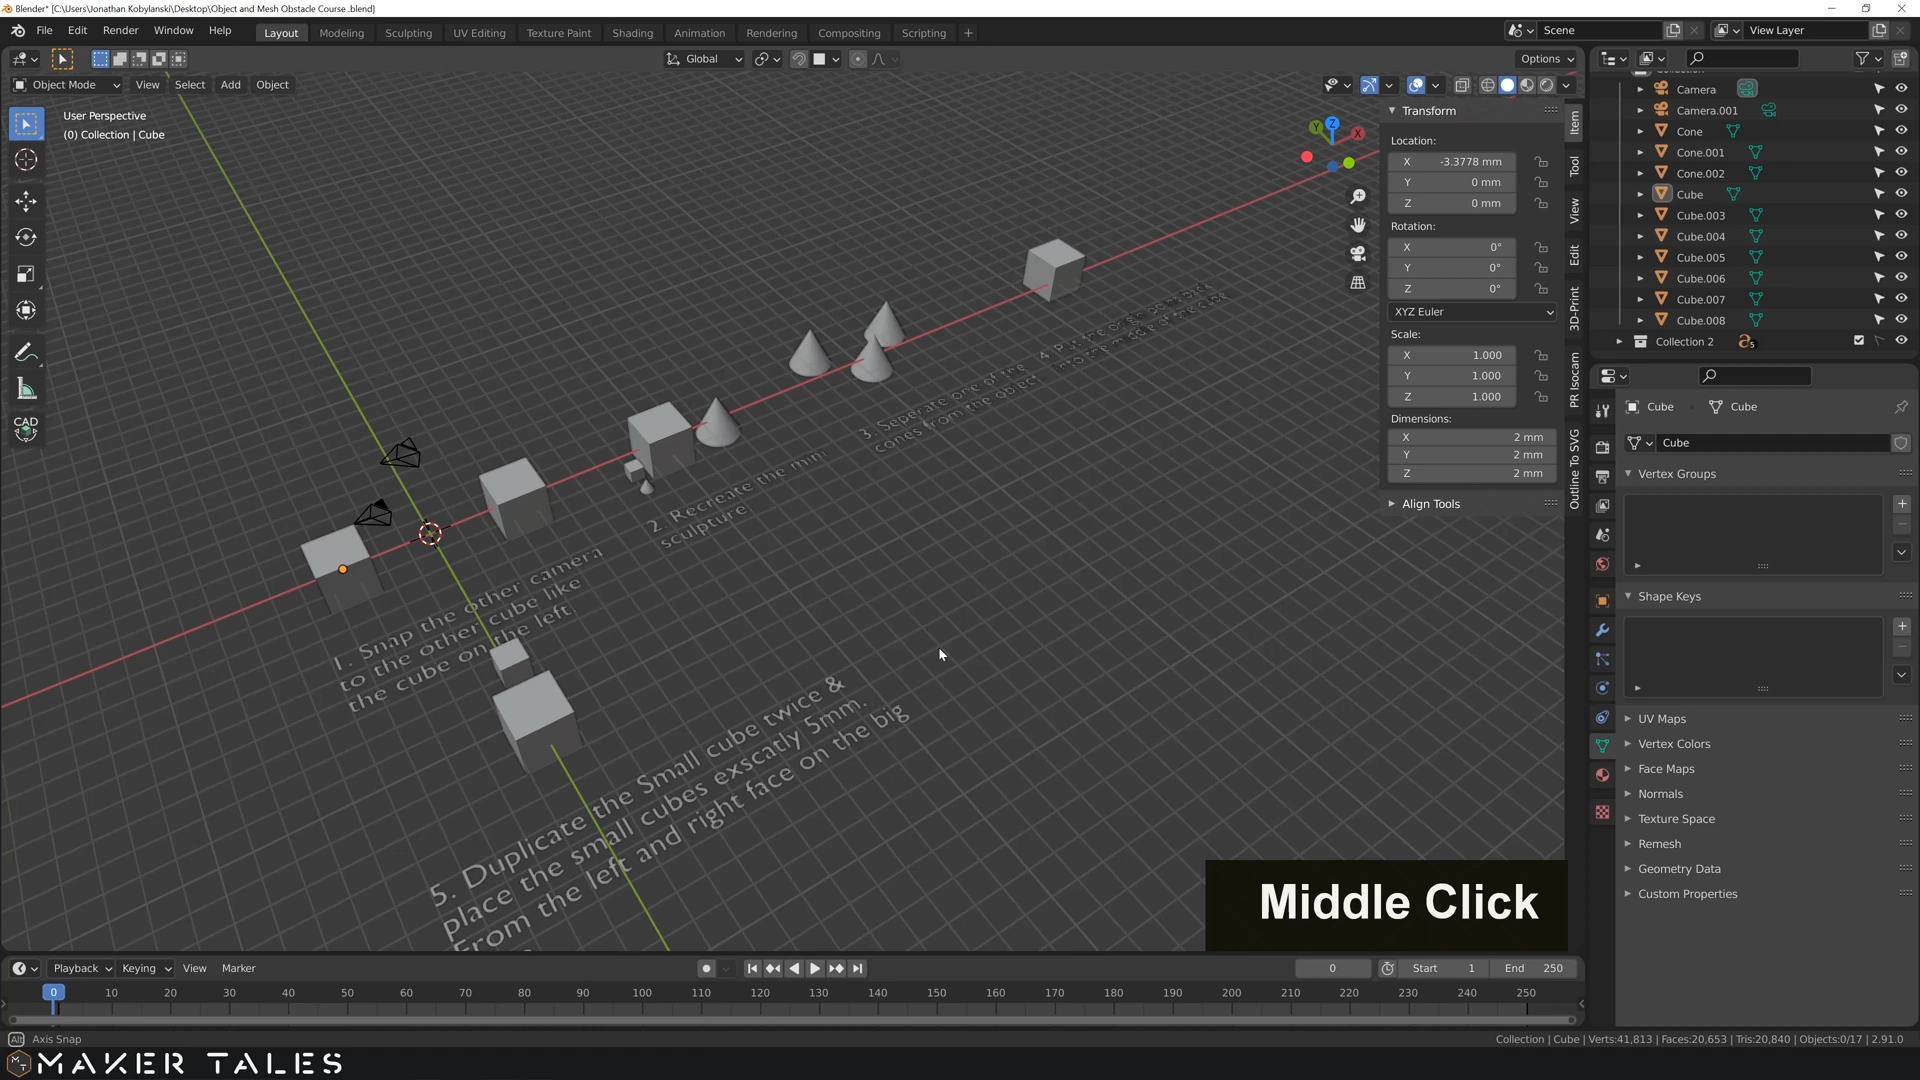 Blender* [C:\Users\Jonathan Kobylanski\Desktop\Object and Mesh Obstacle Course .blend]
File Edit Render Window Help
Layout Modeling Sculpting UV Editing Texture Paint Shading Animation Rendering Compositing Scripting +
Scene
View Layer
Global
Options
Object Mode View Select Add Object
User Perspective
(0) Collection | Cube
CAD
Z
Y
X
Transform
Location:
X -3.3778 mm
Y 0 mm
Z 0 mm
Rotation:
X 0°
Y 0°
Z 0°
XYZ Euler
Scale:
X 1.000
Y 1.000
Z 1.000
Dimensions:
X 2 mm
Y 2 mm
Z 2 mm
Align Tools
Item
Tool
View
Edit
3D-Print
PR Isocam
Outline To SVG
Camera
Camera.001
Cone
Cone.001
Cone.002
Cube
Cube.003
Cube.004
Cube.005
Cube.006
Cube.007
Cube.008
Collection 2
5
Cube Cube
Cube
Vertex Groups
Shape Keys
UV Maps
Vertex Colors
Face Maps
Normals
Texture Space
Remesh
Geometry Data
Custom Properties
1. Snap the other camera
to the other cube like
the cube on the left.
2. Recreate the mini
sculpture.
3. Seperate one of the
cones from the object
5. Duplicate the Small cube twice &
place the small cubes exscatly 5mm.
From the left and right face on the big
Middle Click
Playback Keying View Marker
0
Start 1
End 250
0 10 20 30 40 50 60 70 80 90 100 110 120 130 140 150 160 170 180 190 200 210 220 230 240 250
Alt Axis Snap
Collection | Cube | Verts:41,813 | Faces:20,653 | Tris:20,840 | Objects:0/17 | 2.91.0
MT MAKER TALES